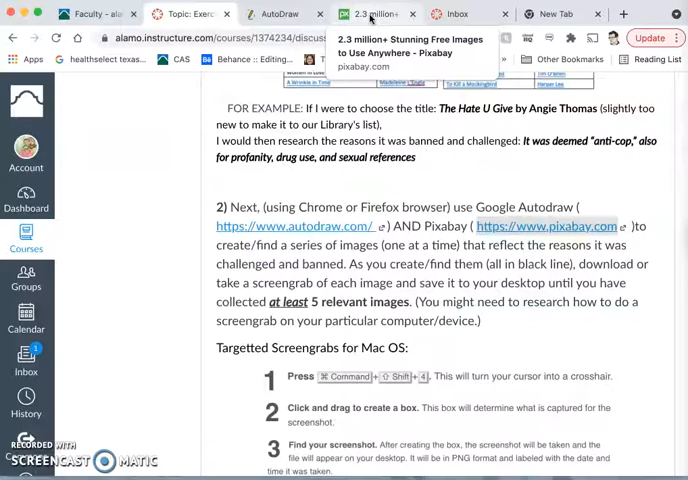 Faculty - ala
Topic: Exerc
AutoDraw
2.3 million+
Inbox
New Tab
alamo.instructure.com/courses/1374234/discus
Update
Apps
healthselect texas...
CAS
Behance :: Editing...
Other Bookmarks
Reading List
2.3 million+ Stunning Free Images
to Use Anywhere - Pixabay
pixabay.com
Women in Love
A Wrinkle in Time
Madeleine L'Engle
To Kill a Mockingbird
Harper Lee
FOR EXAMPLE: If I were to choose the title: The Hate U Give by Angie Thomas (slightly too
new to make it to our Library's list),
I would then research the reasons it was banned and challenged: It was deemed "anti-cop," also
for profanity, drug use, and sexual references
2) Next, (using Chrome or Firefox browser) use Google Autodraw (
https://www.autodraw.com/ ) AND Pixabay ( https://www.pixabay.com )to
create/find a series of images (one at a time) that reflect the reasons it was
challenged and banned. As you create/find them (all in black line), download or
take a screengrab of each image and save it to your desktop until you have
collected at least 5 relevant images. (You might need to research how to do a
screengrab on your particular computer/device.)
Targetted Screengrabs for Mac OS:
1 Press ⌘ Command + ⇧ Shift + 4. This will turn your cursor into a crosshair.
2 Click and drag to create a box. This box will determine what is captured for the
screenshot.
3 Find your screenshot. After creating the box, the screenshot will be taken and the
file will appear on your desktop. It will be in PNG format and labeled with the date and
time it was taken.
Account
Dashboard
Courses
Groups
Calendar
1
Inbox
History
RECORDED WITH
SCREENCAST MATIC